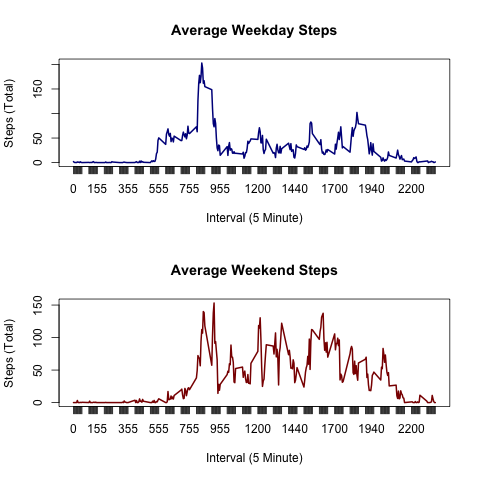 Average Weekday Steps
Steps (Total)
150
50
0
0 155 355 555 755 955 1200 1440 1700 1940 2200
Interval (5 Minute)
Average Weekend Steps
Steps (Total)
150
100
50
0
0 155 355 555 755 955 1200 1440 1700 1940 2200
Interval (5 Minute)